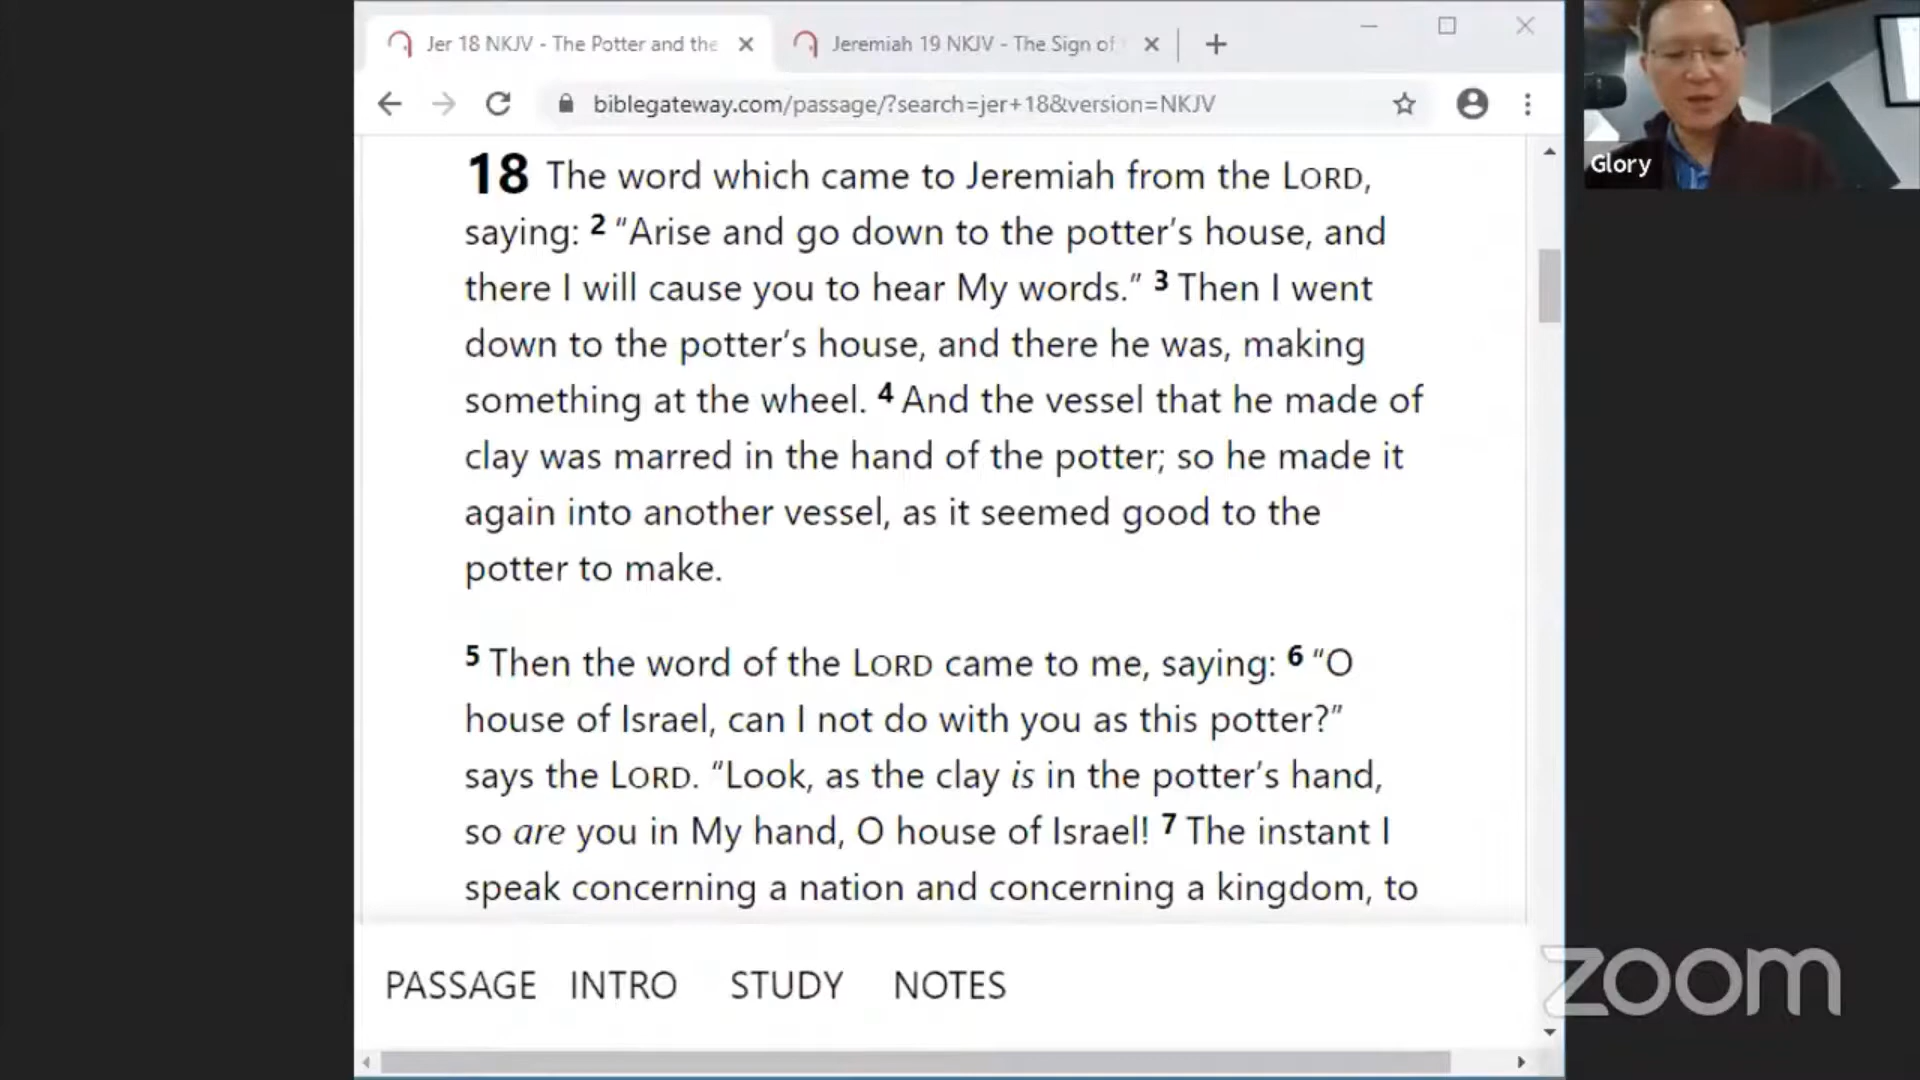 Jer 18 NKJV - The Potter and the
Jeremiah 19 NKJV - The Sign of
biblegateway.com/passage/?search=jer+18&version=NKJV
Glory
18 The word which came to Jeremiah from the LORD,
saying: 2 “Arise and go down to the potter’s house, and
there I will cause you to hear My words.” 3 Then I went
down to the potter’s house, and there he was, making
something at the wheel. 4 And the vessel that he made of
clay was marred in the hand of the potter; so he made it
again into another vessel, as it seemed good to the
potter to make.
5 Then the word of the LORD came to me, saying: 6 “O
house of Israel, can I not do with you as this potter?”
says the LORD. “Look, as the clay is in the potter’s hand,
so are you in My hand, O house of Israel! 7 The instant I
speak concerning a nation and concerning a kingdom, to
PASSAGE INTRO STUDY NOTES
zoom